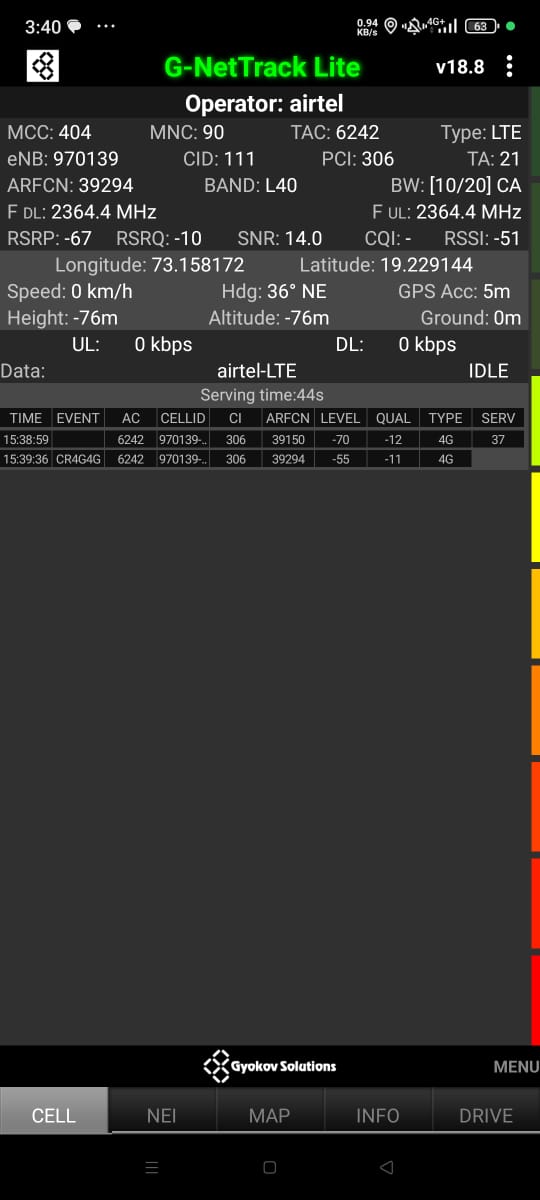 3:40 ... 0.94 KB/s 4G+ 63
G-NetTrack Lite v18.8
Operator: airtel
MCC: 404 MNC: 90 TAC: 6242 Type: LTE
eNB: 970139 CID: 111 PCI: 306 TA: 21
ARFCN: 39294 BAND: L40 BW: [10/20] CA
F DL: 2364.4 MHz F UL: 2364.4 MHz
RSRP: -67 RSRQ: -10 SNR: 14.0 CQI: - RSSI: -51
Longitude: 73.158172 Latitude: 19.229144
Speed: 0 km/h Hdg: 36° NE GPS Acc: 5m
Height: -76m Altitude: -76m Ground: 0m
UL: 0 kbps DL: 0 kbps
Data: airtel-LTE IDLE
Serving time:44s
TIME EVENT AC CELLID CI ARFCN LEVEL QUAL TYPE SERV
15:38:59 6242 970139-.. 306 39150 -70 -12 4G 37
15:39:36 CR4G4G 6242 970139-.. 306 39294 -55 -11 4G
Gyokov Solutions MENU
CELL NEI MAP INFO DRIVE